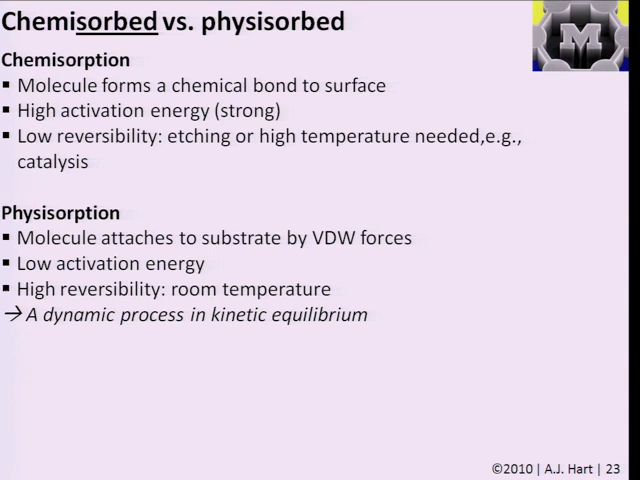 Chemisorbed vs. physisorbed
M
Chemisorption
▪ Molecule forms a chemical bond to surface
▪ High activation energy (strong)
▪ Low reversibility: etching or high temperature needed,e.g.,
catalysis
Physisorption
▪ Molecule attaches to substrate by VDW forces
▪ Low activation energy
▪ High reversibility: room temperature
→ A dynamic process in kinetic equilibrium
©2010 | A.J. Hart | 23